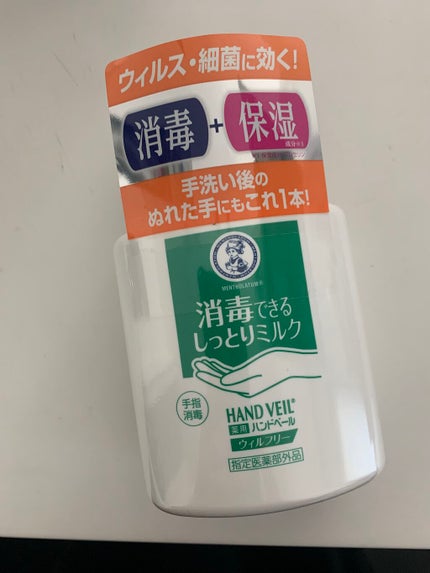 ウィルス・細菌に効く!
消毒+保湿
成分※1
手洗い後の
ぬれた手にもこれ1本!
MENTHOLATUM®
消毒できる
しっとりミルク
手指
消毒
HAND VEIL®
薬用 ハンドベール
ウィルフリー
指定医薬部外品